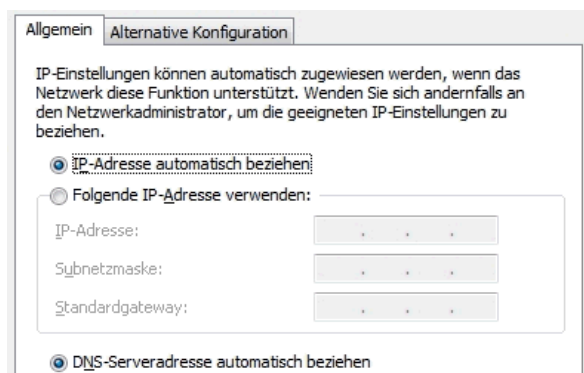 Allgemein Alternative Konfiguration
IP-Einstellungen können automatisch zugewiesen werden, wenn das
Netzwerk diese Funktion unterstützt. Wenden Sie sich andernfalls an
den Netzwerkadministrator, um die geeigneten IP-Einstellungen zu
beziehen.
IP-Adresse automatisch beziehen
Folgende IP-Adresse verwenden:
IP-Adresse: . . .
Subnetzmaske: . . .
Standardgateway: . . .
DNS-Serveradresse automatisch beziehen